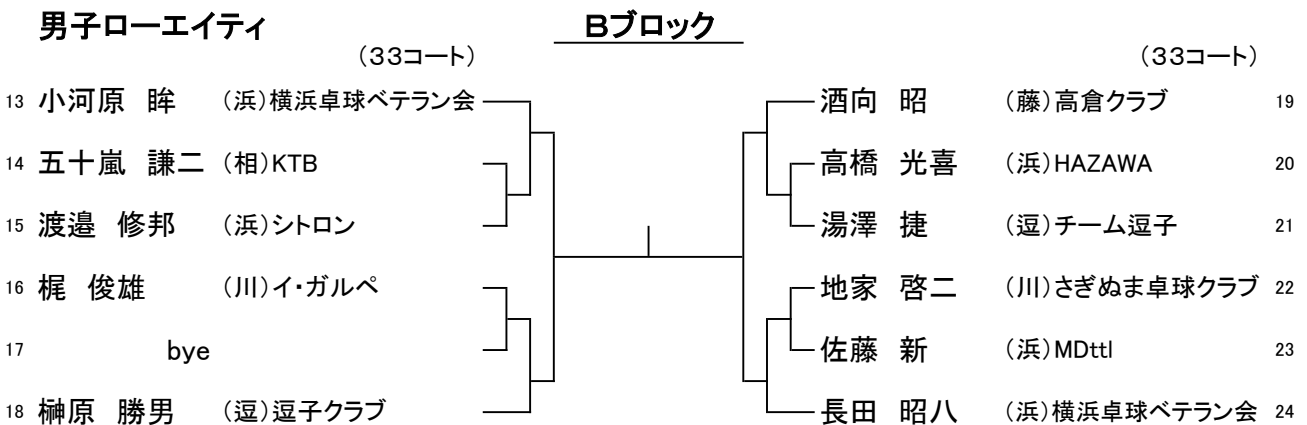 男子ローエイティ Bブロック
(33コート) (33コート)
13 小河原 眸 (浜)横浜卓球ベテラン会 酒向 昭 (藤)高倉クラブ 19
14 五十嵐 謙二 (相)KTB 高橋 光喜 (浜)HAZAWA 20
15 渡邉 修邦 (浜)シトロン 湯澤 捷 (逗)チーム逗子 21
16 梶 俊雄 (川)イ・ガルペ 地家 啓二 (川)さぎぬま卓球クラブ 22
17 bye 佐藤 新 (浜)MDttl 23
18 榊原 勝男 (逗)逗子クラブ 長田 昭八 (浜)横浜卓球ベテラン会 24